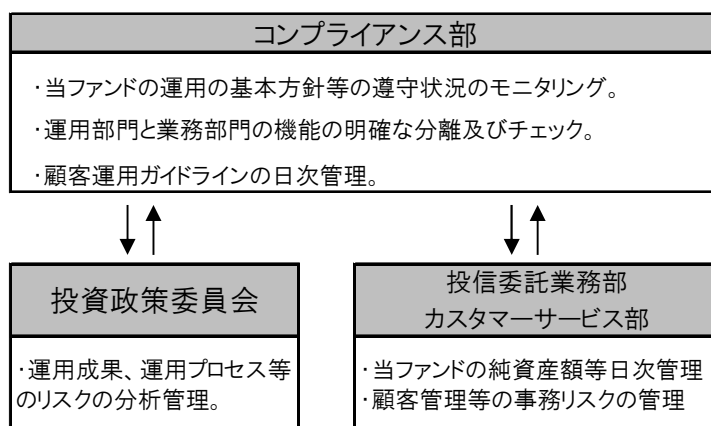 コンプライアンス部
・当ファンドの運用の基本方針等の遵守状況のモニタリング。
・運用部門と業務部門の機能の明確な分離及びチェック。
・顧客運用ガイドラインの日次管理。
投資政策委員会
・運用成果、運用プロセス等
のリスクの分析管理。
投信委託業務部
カスタマーサービス部
・当ファンドの純資産額等日次管理
・顧客管理等の事務リスクの管理